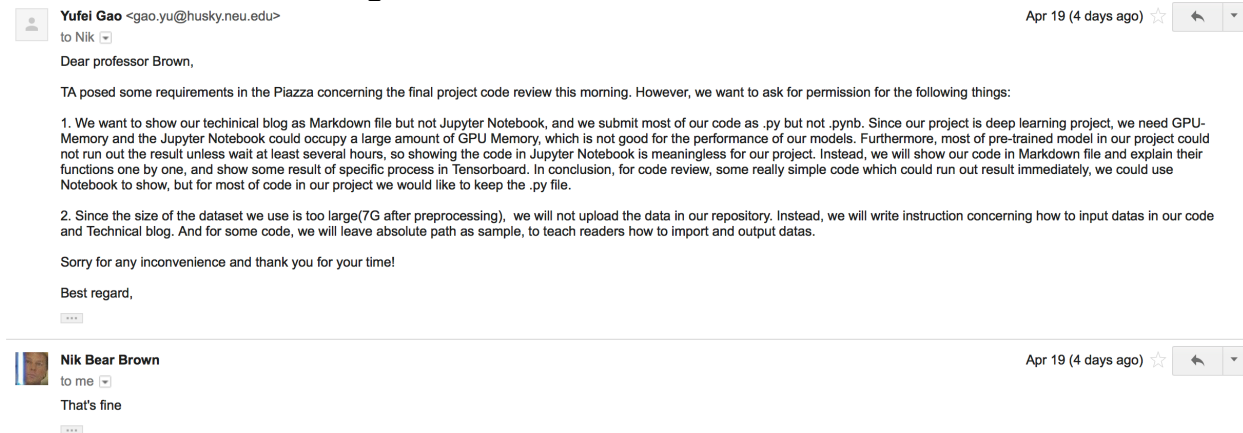 Yufei Gao <gao.yu@husky.neu.edu>
Apr 19 (4 days ago)
to Nik
Dear professor Brown,
TA posed some requirements in the Piazza concerning the final project code review this morning. However, we want to ask for permission for the following things:
1. We want to show our techinical blog as Markdown file but not Jupyter Notebook, and we submit most of our code as .py but not .pynb. Since our project is deep learning project, we need GPU-
Memory and the Jupyter Notebook could occupy a large amount of GPU Memory, which is not good for the performance of our models. Furthermore, most of pre-trained model in our project could
not run out the result unless wait at least several hours, so showing the code in Jupyter Notebook is meaningless for our project. Instead, we will show our code in Markdown file and explain their
functions one by one, and show some result of specific process in Tensorboard. In conclusion, for code review, some really simple code which could run out result immediately, we could use
Notebook to show, but for most of code in our project we would like to keep the .py file.
2. Since the size of the dataset we use is too large(7G after preprocessing),  we will not upload the data in our repository. Instead, we will write instruction concerning how to input datas in our code
and Technical blog. And for some code, we will leave absolute path as sample, to teach readers how to import and output datas.
Sorry for any inconvenience and thank you for your time!
Best regard,
Nik Bear Brown
Apr 19 (4 days ago)
to me
That's fine